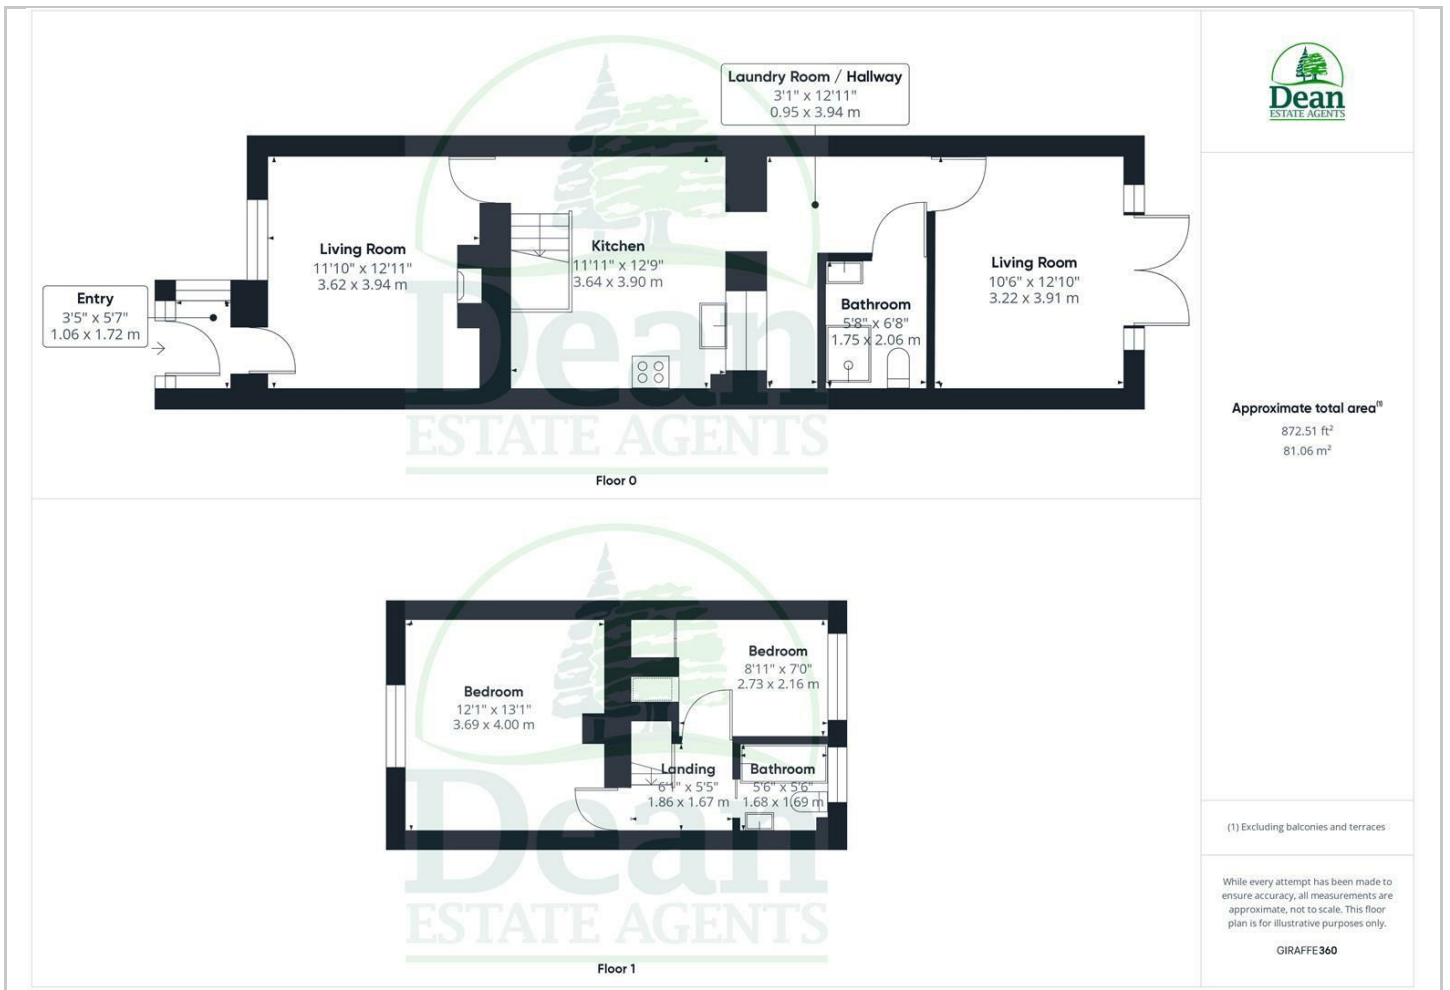 Laundry Room / Hallway
3'1" x 12'11"
0.95 x 3.94 m
Living Room
11'10" x 12'11"
3.62 x 3.94 m
Kitchen
11'11" x 12'9"
3.64 x 3.90 m
Entry
3'5" x 5'7"
1.06 x 1.72 m
Bathroom
5'8" x 6'8"
1.75 x 2.06 m
Living Room
10'6" x 12'10"
3.22 x 3.91 m
Dean
ESTATE AGENTS
Floor 0
Bedroom
12'1" x 13'1"
3.69 x 4.00 m
Bedroom
8'11" x 7'0"
2.73 x 2.16 m
Landing
6'1" x 5'5"
1.86 x 1.67 m
Bathroom
5'6" x 5'6"
1.68 x 1.69 m
Dean
ESTATE AGENTS
Floor 1
Dean
ESTATE AGENTS
Approximate total area(1)
872.51 ft²
81.06 m²
(1) Excluding balconies and terraces
While every attempt has been made to
ensure accuracy, all measurements are
approximate, not to scale. This floor
plan is for illustrative purposes only.
GIRAFFE360